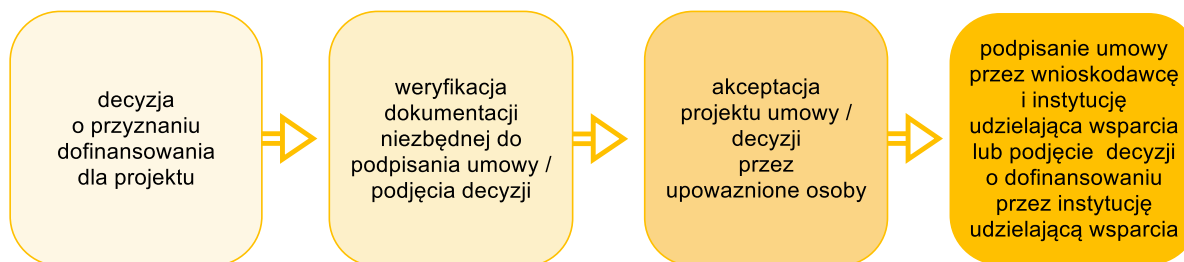 decyzja
o przyznaniu
dofinansowania
dla projektu
weryfikacja
dokumentacji
niezbędnej do
podpisania umowy /
podjęcia decyzji
akceptacja
projektu umowy /
decyzji
przez
upowaznione osoby
podpisanie umowy
przez wnioskodawcę
i instytucję
udzielająca wsparcia
lub podjęcie decyzji
o dofinansowaniu
przez instytucję
udzielającą wsparcia